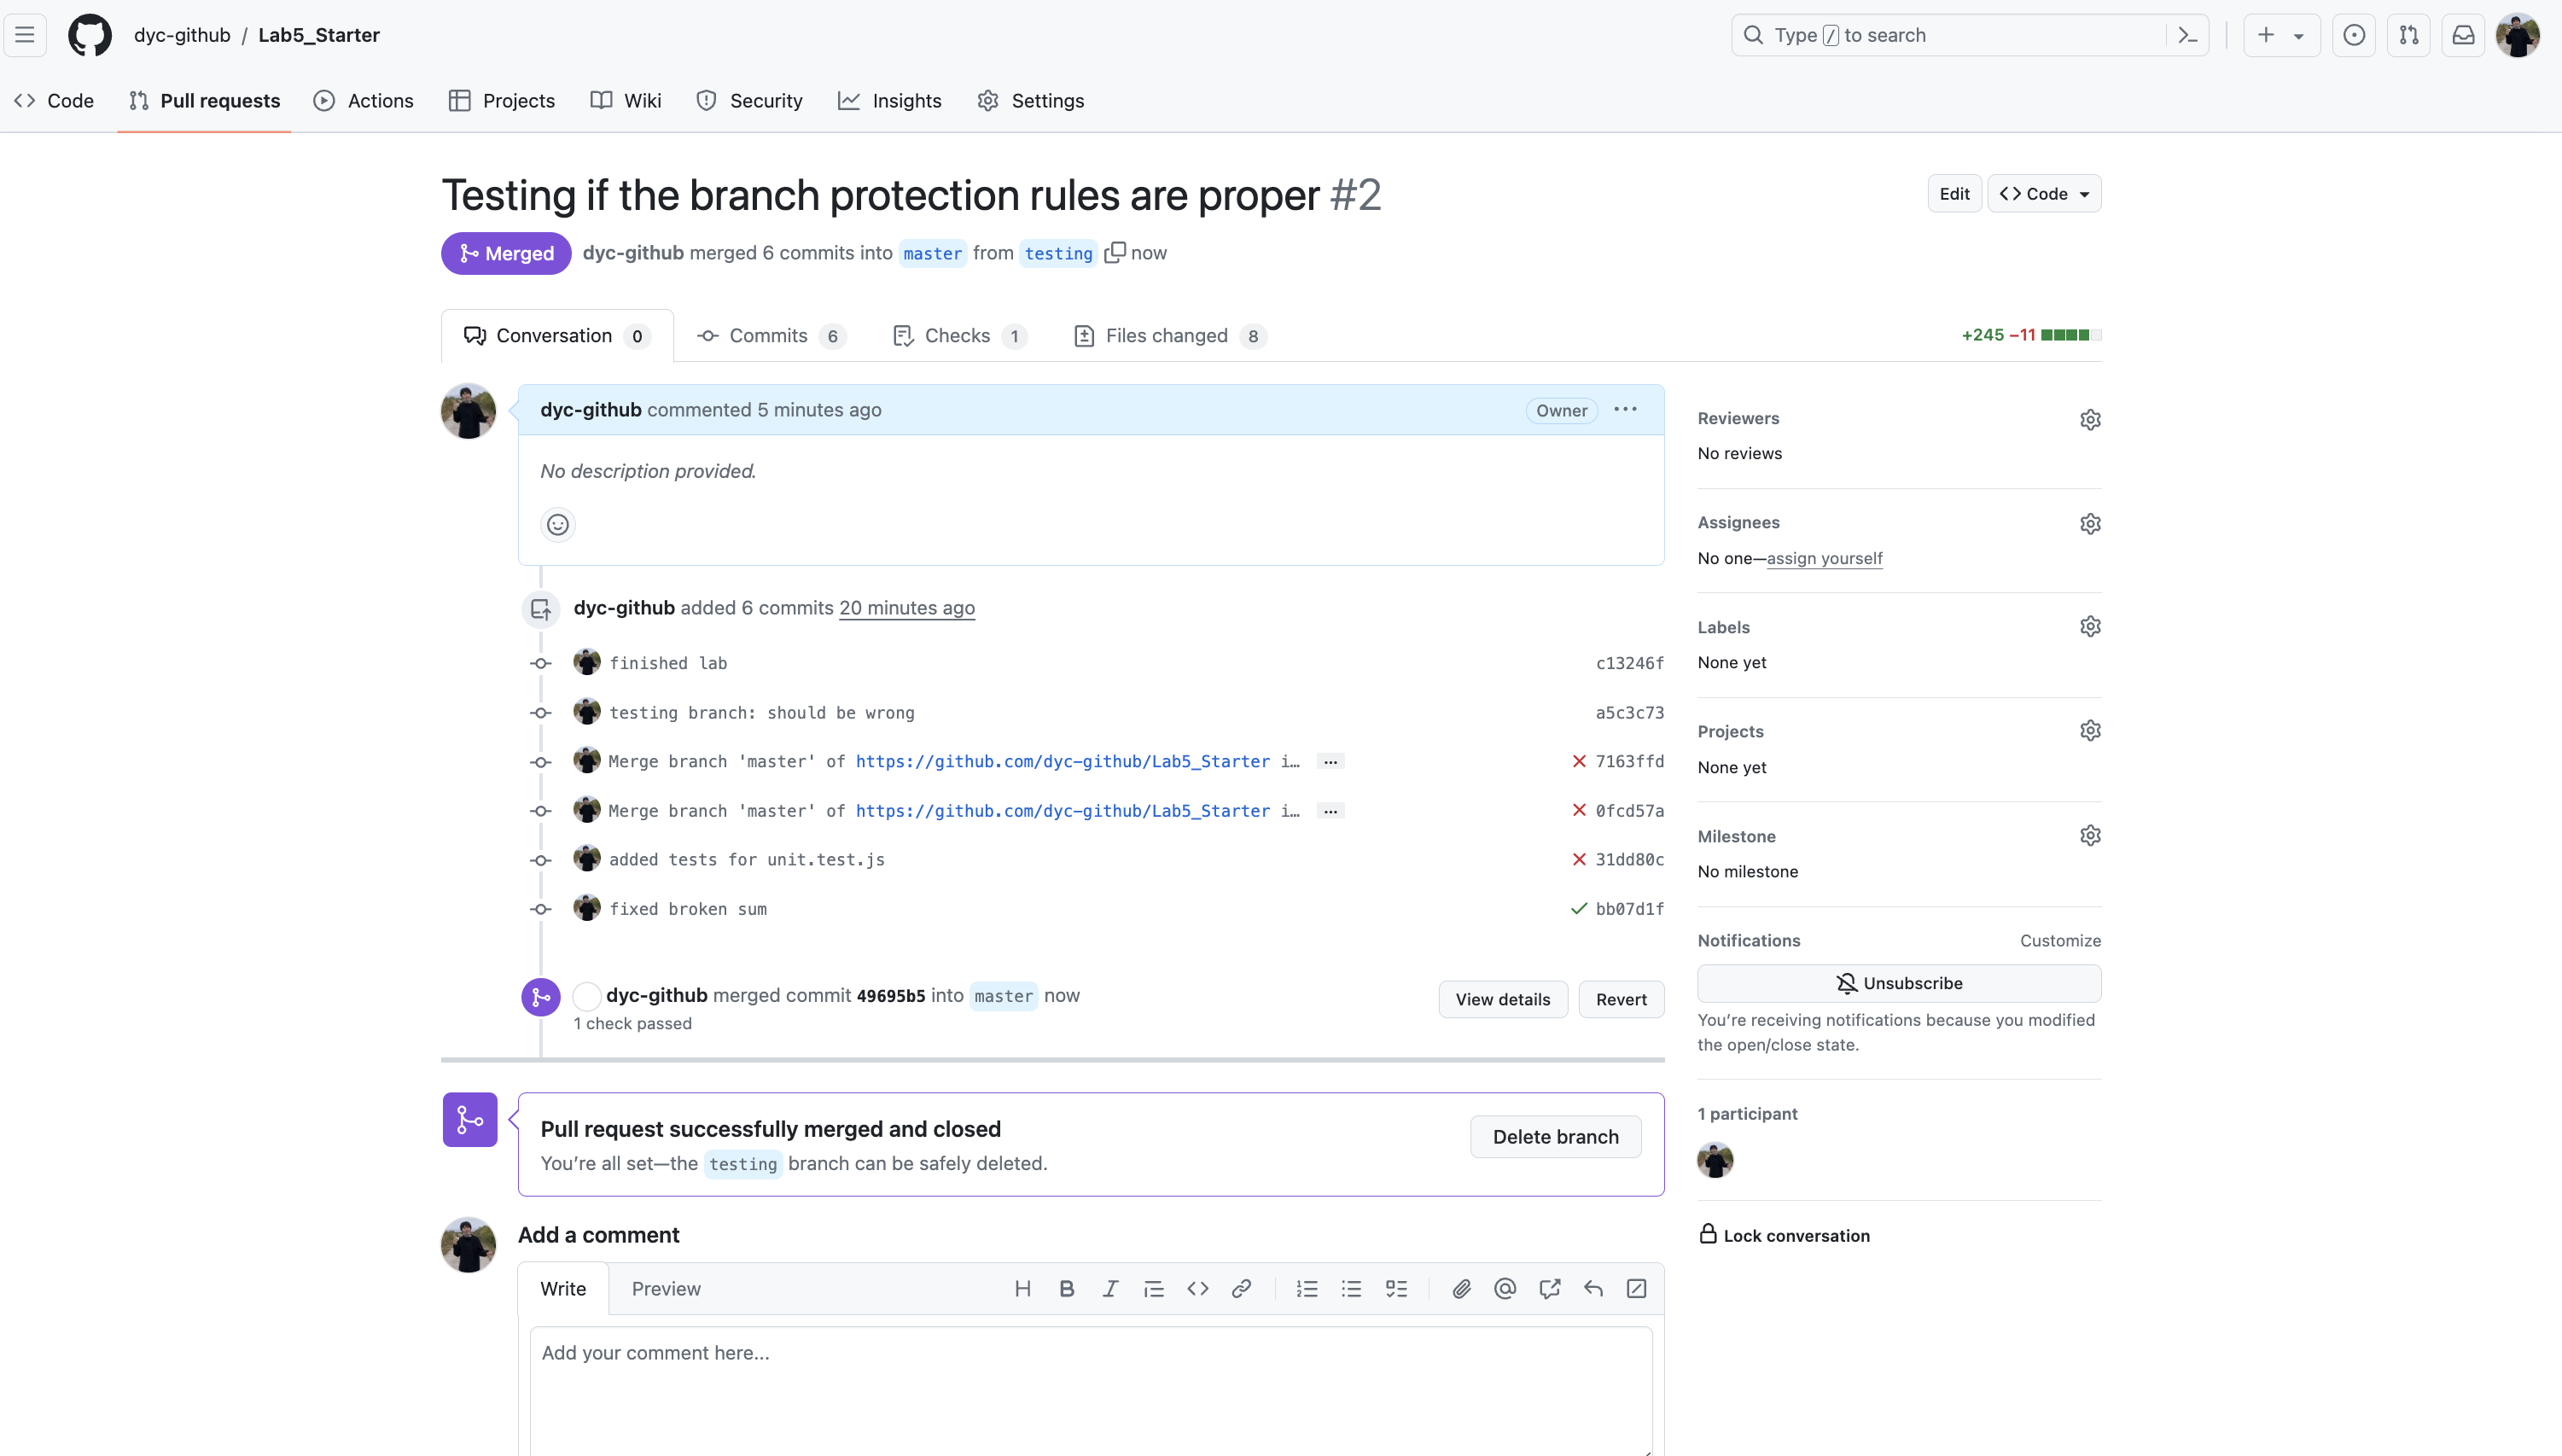 dyc-github / Lab5_Starter
Type / to search
Code
Pull requests
Actions
Projects
Wiki
Security
Insights
Settings
Testing if the branch protection rules are proper #2
Edit
Code
Merged
dyc-github merged 6 commits into master from testing now
Conversation 0
Commits 6
Checks 1
Files changed 8
+245 −11
dyc-github commented 5 minutes ago
Owner
No description provided.
dyc-github added 6 commits 20 minutes ago
finished lab c13246f
testing branch: should be wrong a5c3c73
Merge branch 'master' of https://github.com/dyc-github/Lab5_Starter i… … 7163ffd
Merge branch 'master' of https://github.com/dyc-github/Lab5_Starter i… … 0fcd57a
added tests for unit.test.js 31dd80c
fixed broken sum bb07d1f
dyc-github merged commit 49695b5 into master now
1 check passed
View details
Revert
Pull request successfully merged and closed
You’re all set—the testing branch can be safely deleted.
Delete branch
Add a comment
Write
Preview
Add your comment here...
Reviewers
No reviews
Assignees
No one—assign yourself
Labels
None yet
Projects
None yet
Milestone
No milestone
Notifications
Customize
Unsubscribe
You’re receiving notifications because you modified
the open/close state.
1 participant
Lock conversation